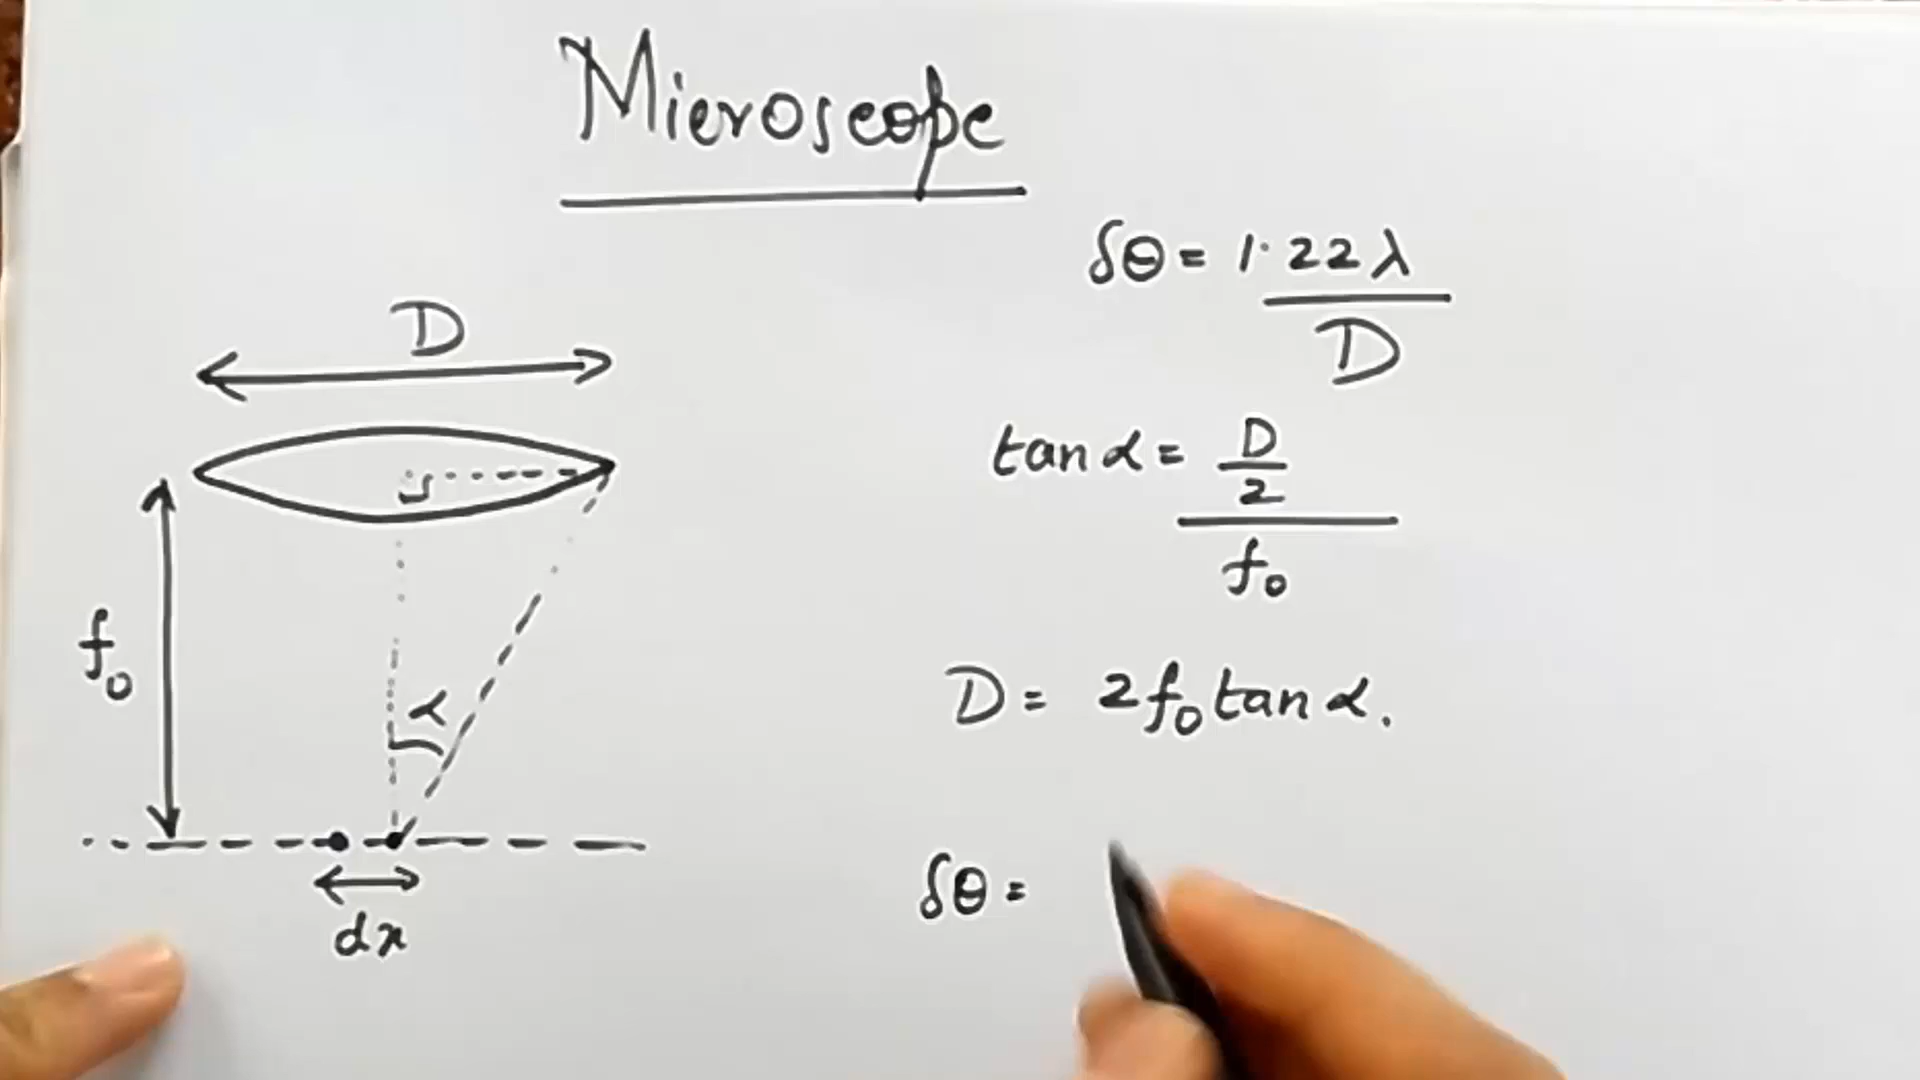 Microscope
δθ = 1.22λ
D
D
tan α = D
2
f₀
f₀
D = 2f₀ tan α.
α
δθ =
dx